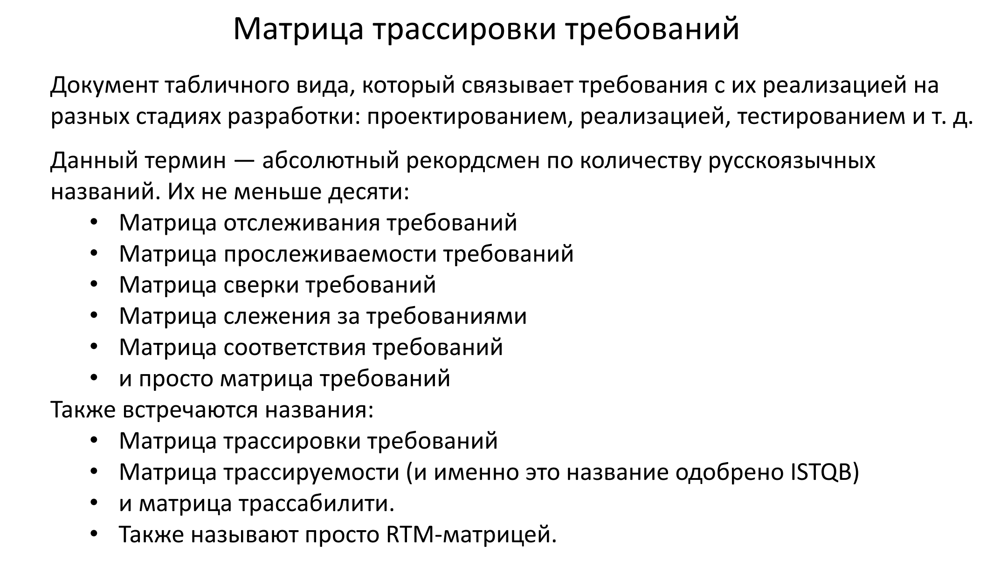 Матрица трассировки требований
Документ табличного вида, который связывает требования с их реализацией на
разных стадиях разработки: проектированием, реализацией, тестированием и т. д.
Данный термин — абсолютный рекордсмен по количеству русскоязычных
названий. Их не меньше десяти:
• Матрица отслеживания требований
• Матрица прослеживаемости требований
• Матрица сверки требований
• Матрица слежения за требованиями
• Матрица соответствия требований
• и просто матрица требований
Также встречаются названия:
• Матрица трассировки требований
• Матрица трассируемости (и именно это название одобрено ISTQB)
• и матрица трассабилити.
• Также называют просто RTM-матрицей.